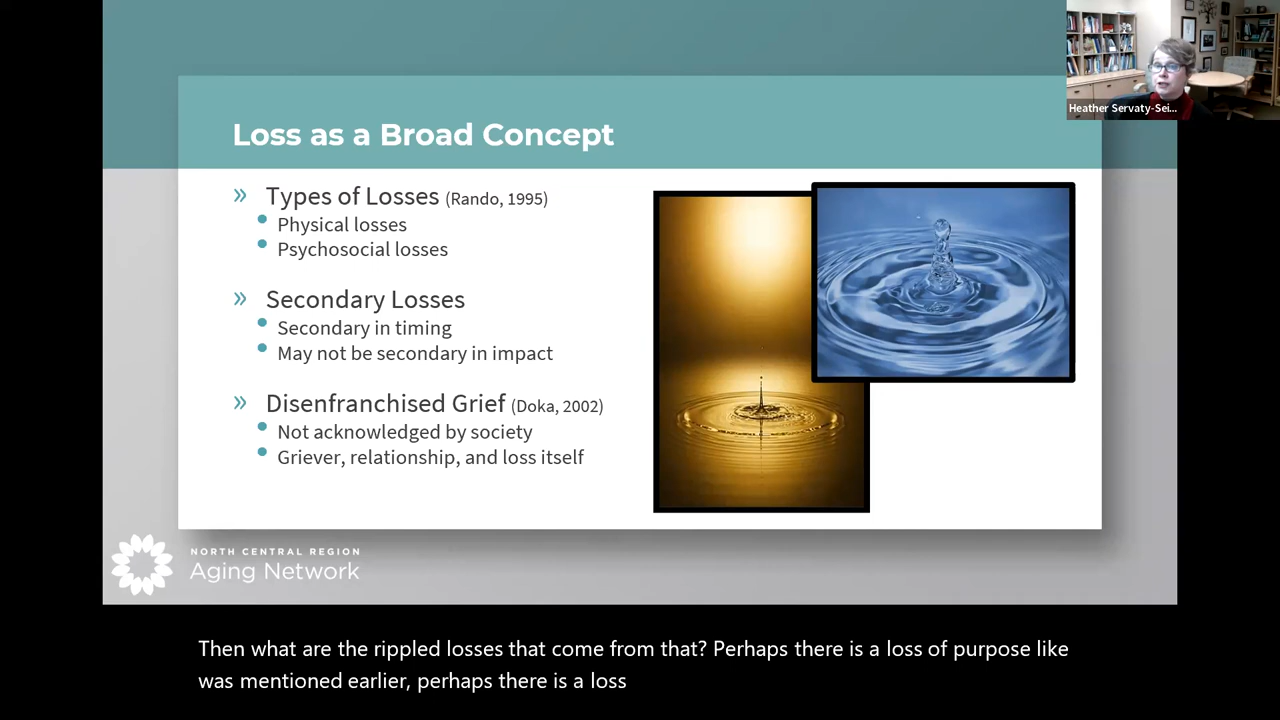 Heather Servaty-Sei...
Loss as a Broad Concept
» Types of Losses (Rando, 1995)
• Physical losses
• Psychosocial losses
» Secondary Losses
• Secondary in timing
• May not be secondary in impact
» Disenfranchised Grief (Doka, 2002)
• Not acknowledged by society
• Griever, relationship, and loss itself
NORTH CENTRAL REGION
Aging Network
Then what are the rippled losses that come from that? Perhaps there is a loss of purpose like
was mentioned earlier, perhaps there is a loss